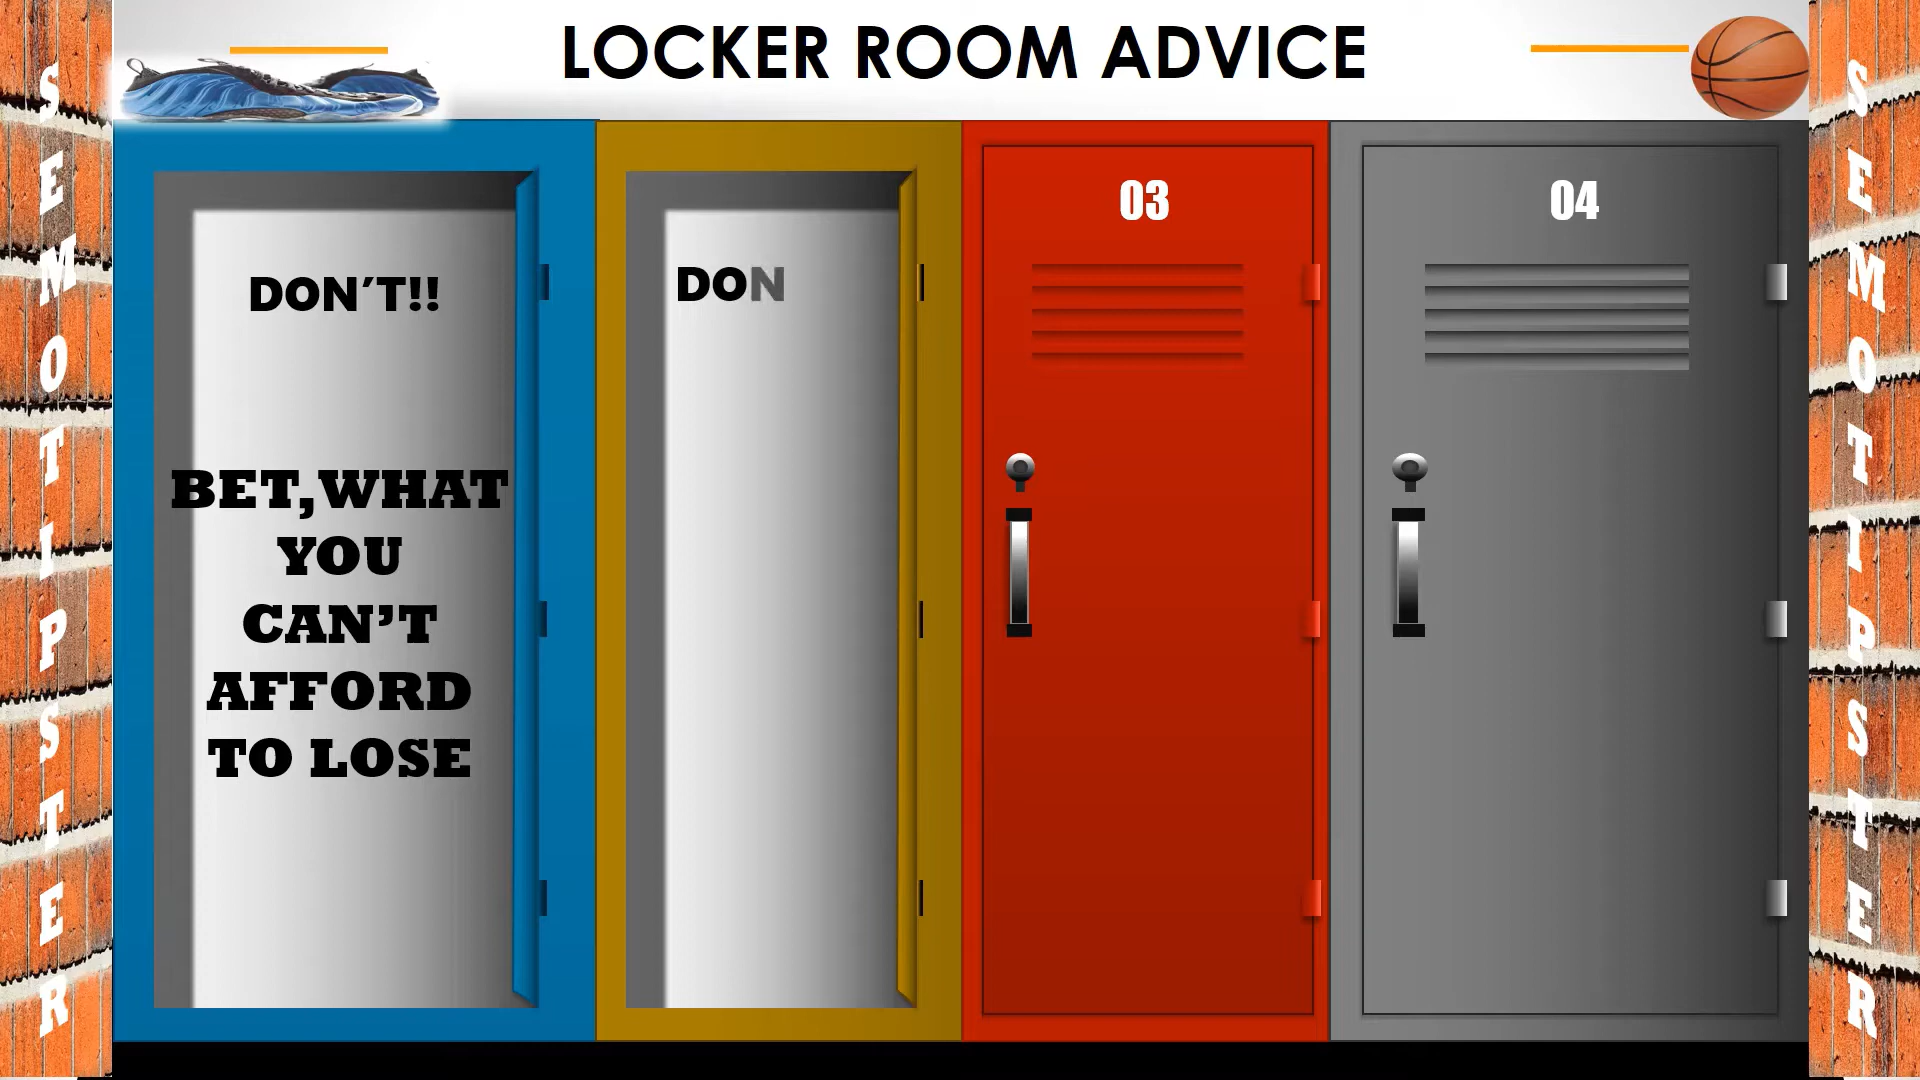 LOCKER ROOM ADVICE
SEMOTIPSTER
DON´T!!
BET,WHAT
YOU
CAN’T
AFFORD
TO LOSE
DON
03
04
SEMOTIPSTER